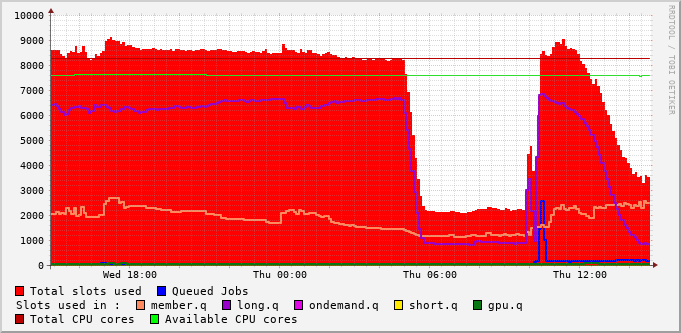 10000
9000
8000
7000
6000
5000
4000
3000
2000
1000
0
Wed 18:00 Thu 00:00 Thu 06:00 Thu 12:00
RRDTOOL / TOBI OETIKER
Total slots used Queued Jobs
Slots used in : member.q long.q ondemand.q short.q gpu.q
Total CPU cores Available CPU cores